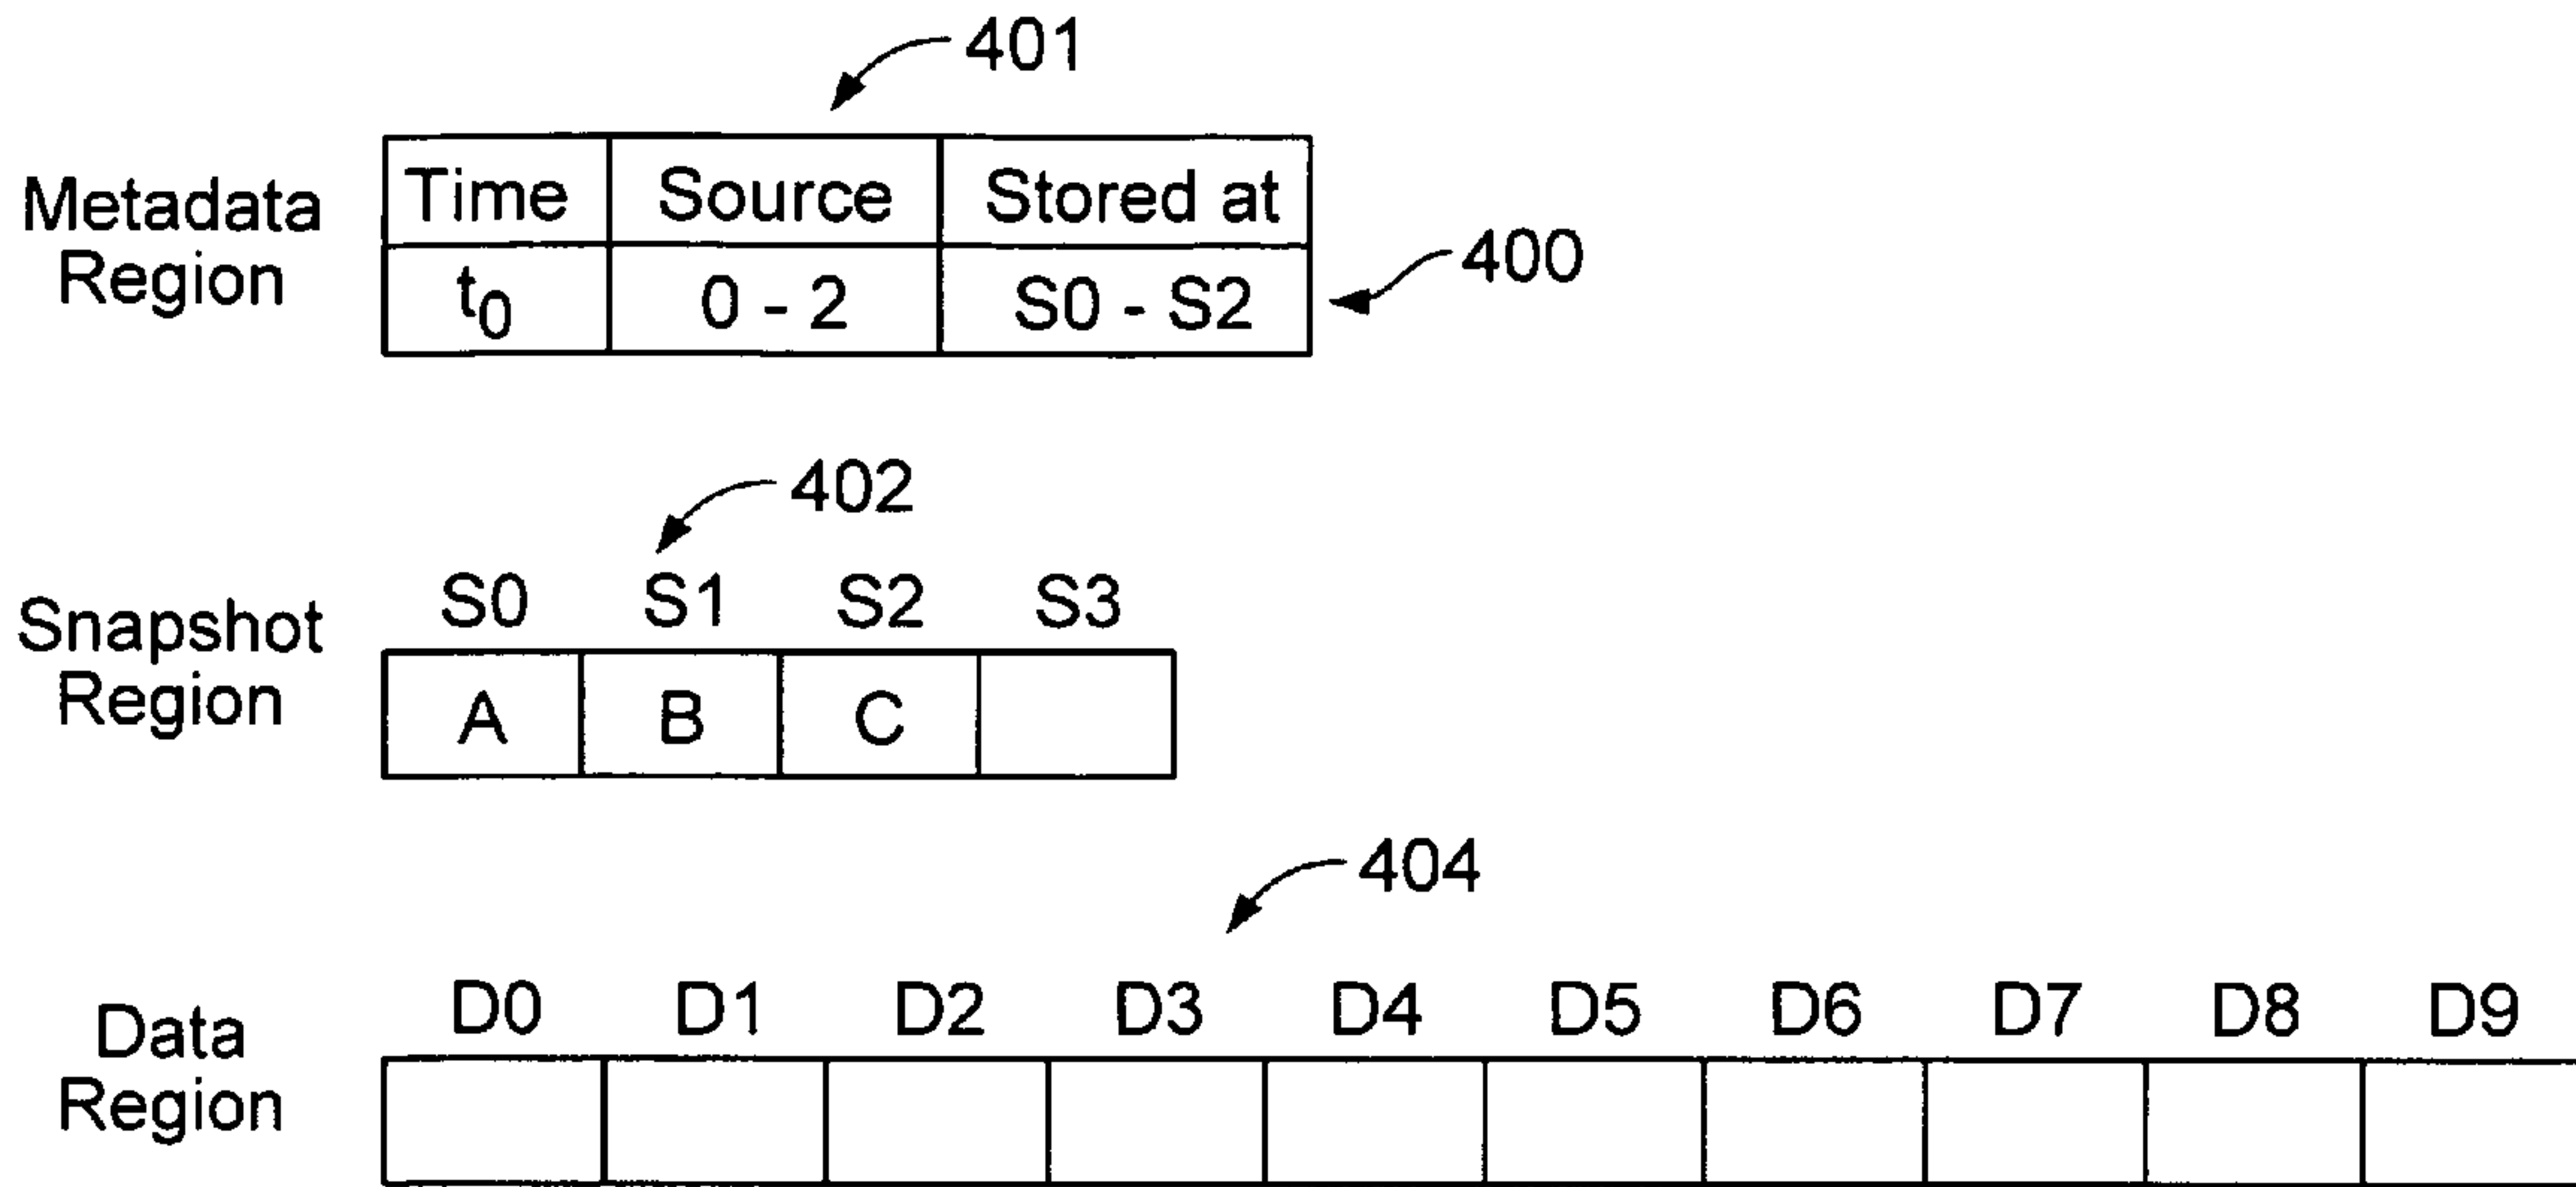 401
Metadata
Region
Time Source Stored at
t0 0 - 2 S0 - S2
400
402
Snapshot
Region
S0 S1 S2 S3
A B C
404
Data
Region
D0 D1 D2 D3 D4 D5 D6 D7 D8 D9